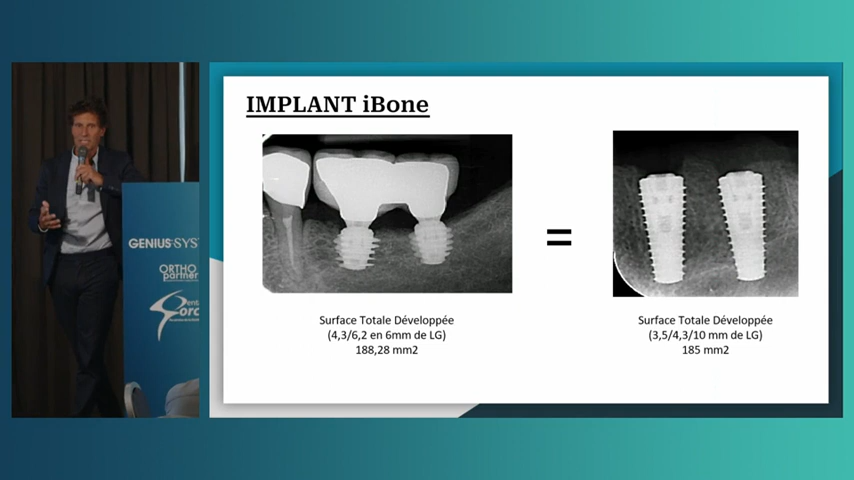 IMPLANT iBone
=
Surface Totale Développée
(4,3/6,2 en 6mm de LG)
188,28 mm2
Surface Totale Développée
(3,5/4,3/10 mm de LG)
185 mm2
GENIUS-SYS
ORTHO
partner